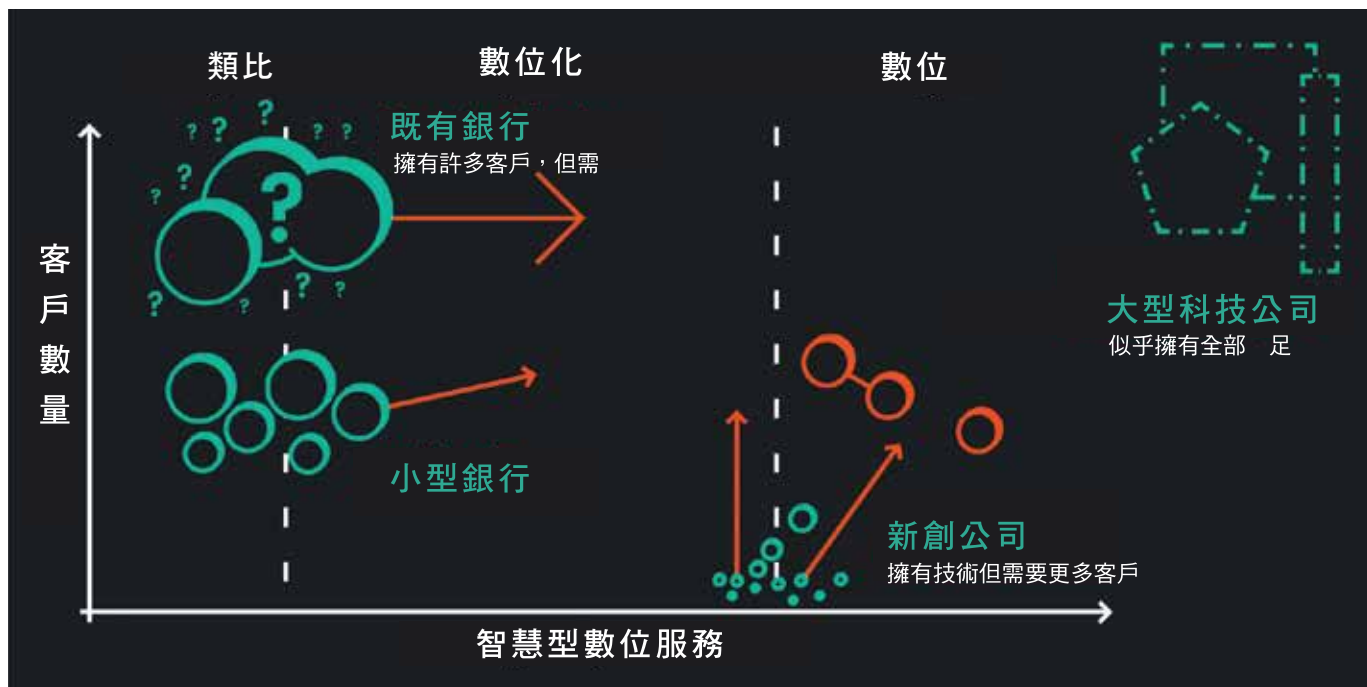 類比
數位化
數位
既有銀行
擁有許多客戶，但需
?
客戶數量
小型銀行
大型科技公司
似乎擁有全部 足
新創公司
擁有技術但需要更多客戶
智慧型數位服務